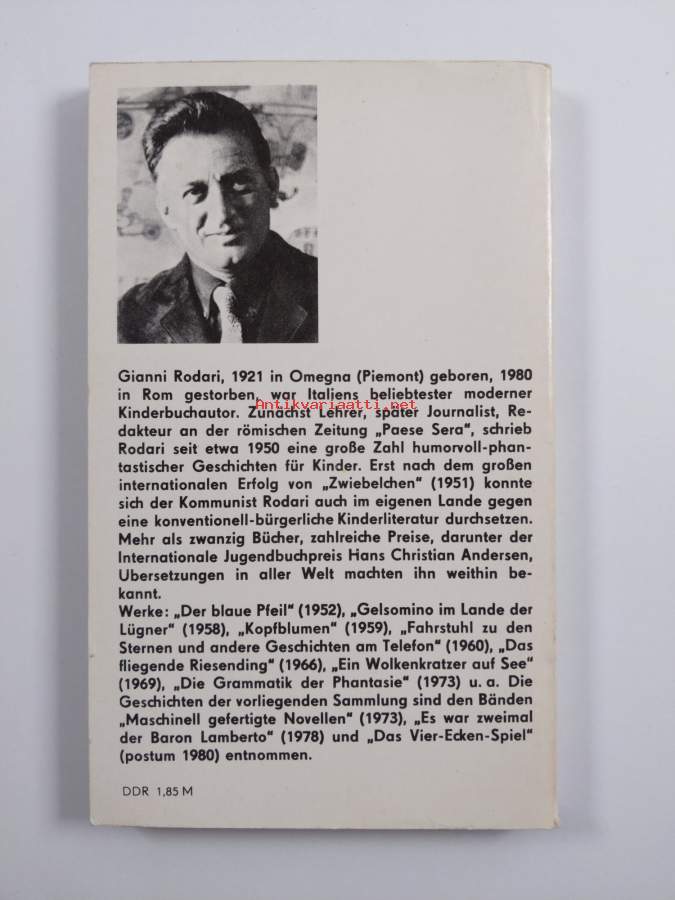 Gianni Rodari, 1921 in Omegna (Piemont) geboren, 1980
in Rom gestorben, war Italiens beliebtester moderner
Antikvariaatti.net
Kinderbuchautor. Zunächst Lehrer, später Journalist, Re-
dakteur an der römischen Zeitung „Paese Sera“, schrieb
Rodari seit etwa 1950 eine große Zahl humorvoll-phan-
tastischer Geschichten für Kinder. Erst nach dem großen
internationalen Erfolg von „Zwiebelchen“ (1951) konnte
sich der Kommunist Rodari auch im eigenen Lande gegen
eine konventionell-bürgerliche Kinderliteratur durchsetzen.
Mehr als zwanzig Bücher, zahlreiche Preise, darunter der
Internationale Jugendbuchpreis Hans Christian Andersen,
Ubersetzungen in aller Welt machten ihn weithin be-
kannt.
Werke: „Der blaue Pfeil“ (1952), „Gelsomino im Lande der
Lügner“ (1958), „Kopfblumen“ (1959), „Fahrstuhl zu den
Sternen und andere Geschichten am Telefon“ (1960), „Das
fliegende Riesending“ (1966), „Ein Wolkenkratzer auf See“
(1969), „Die Grammatik der Phantasie“ (1973) u. a. Die
Geschichten der vorliegenden Sammlung sind den Bänden
„Maschinell gefertigte Novellen“ (1973), „Es war zweimal
der Baron Lamberto“ (1978) und „Das Vier-Ecken-Spiel“
(postum 1980) entnommen.
DDR 1,85 M